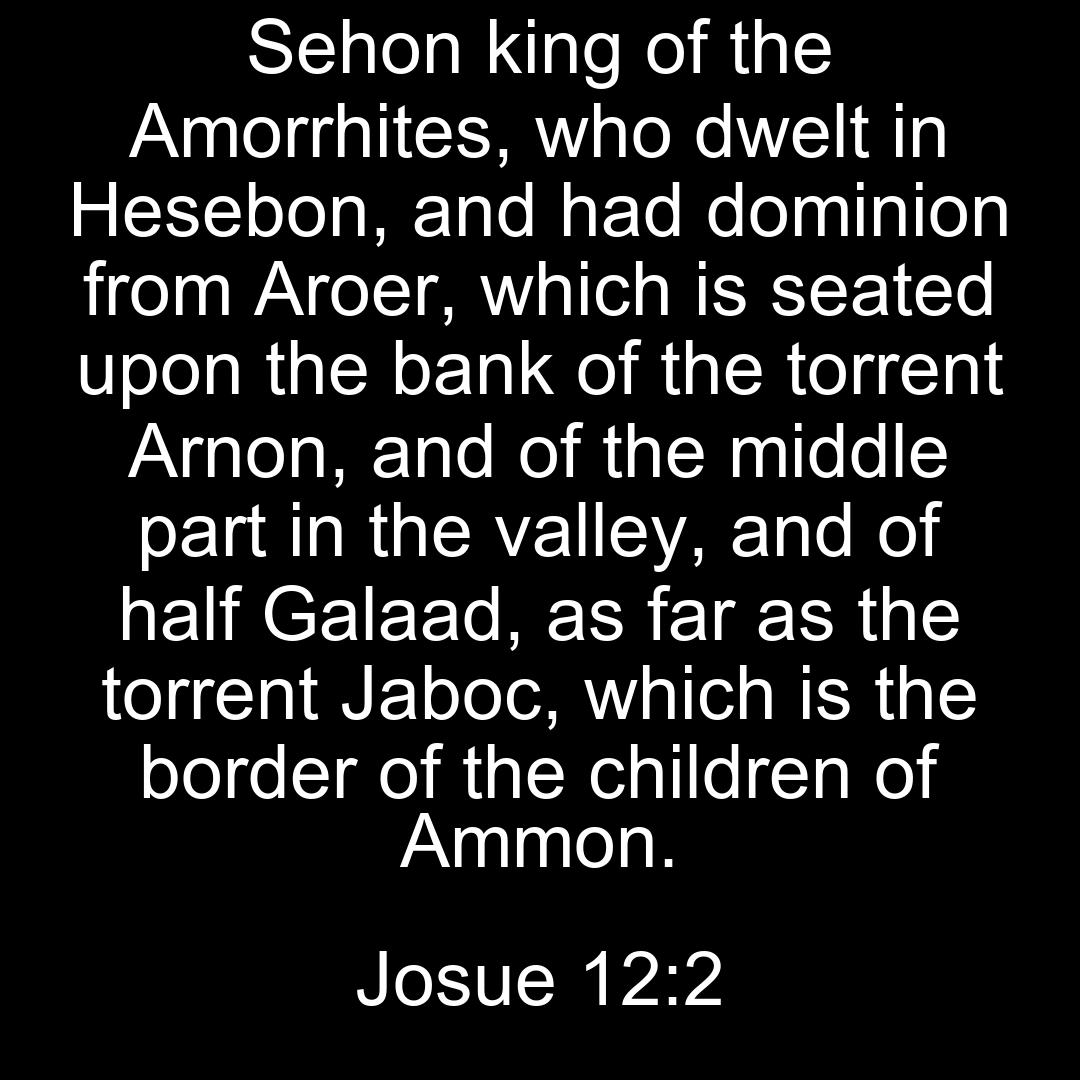 Sehon king of the
Amorrhites, who dwelt in
Hesebon, and had dominion
from Aroer, which is seated
upon the bank of the torrent
Arnon, and of the middle
part in the valley, and of
half Galaad, as far as the
torrent Jaboc, which is the
border of the children of
Ammon.
Josue 12:2